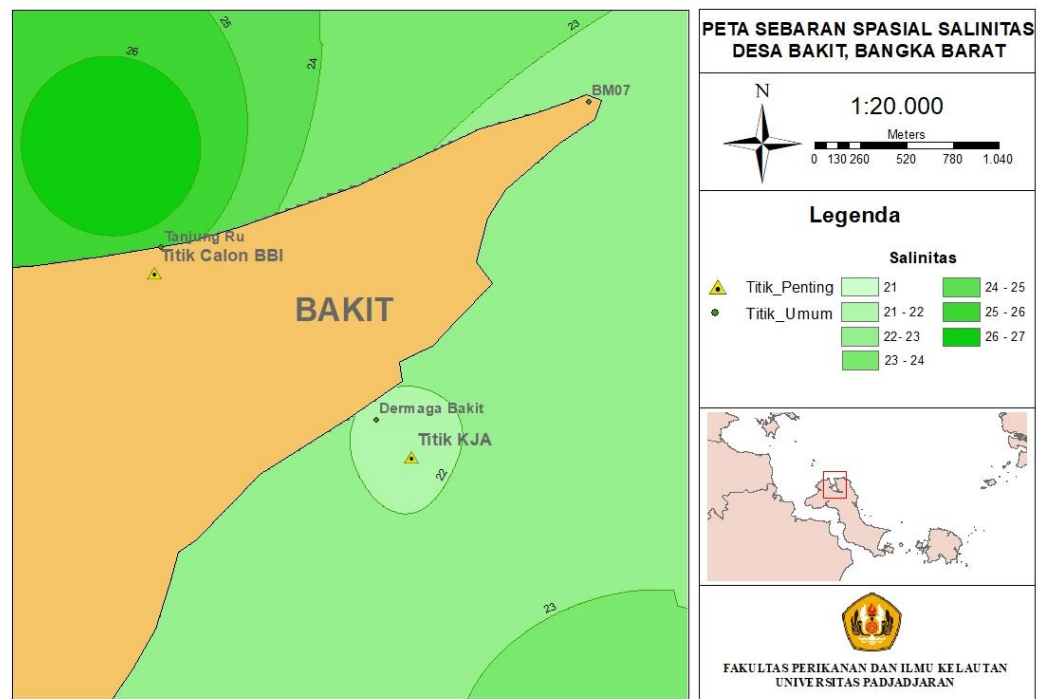 25
26
24
23
BM07
Tanjung Ru
Titik Calon BBI
BAKIT
Dermaga Bakit
Titik KJA
22
23
PETA SEBARAN SPASIAL SALINITAS
DESA BAKIT, BANGKA BARAT
N
1:20.000
Meters
0 130 260 520 780 1.040
Legenda
Salinitas
Titik_Penting
Titik_Umum
21
21 - 22
22- 23
23 - 24
24 - 25
25 - 26
26 - 27
FAKULTAS PERIKANAN DAN ILMU KELAUTAN
UNIVERSITAS PADJADJARAN